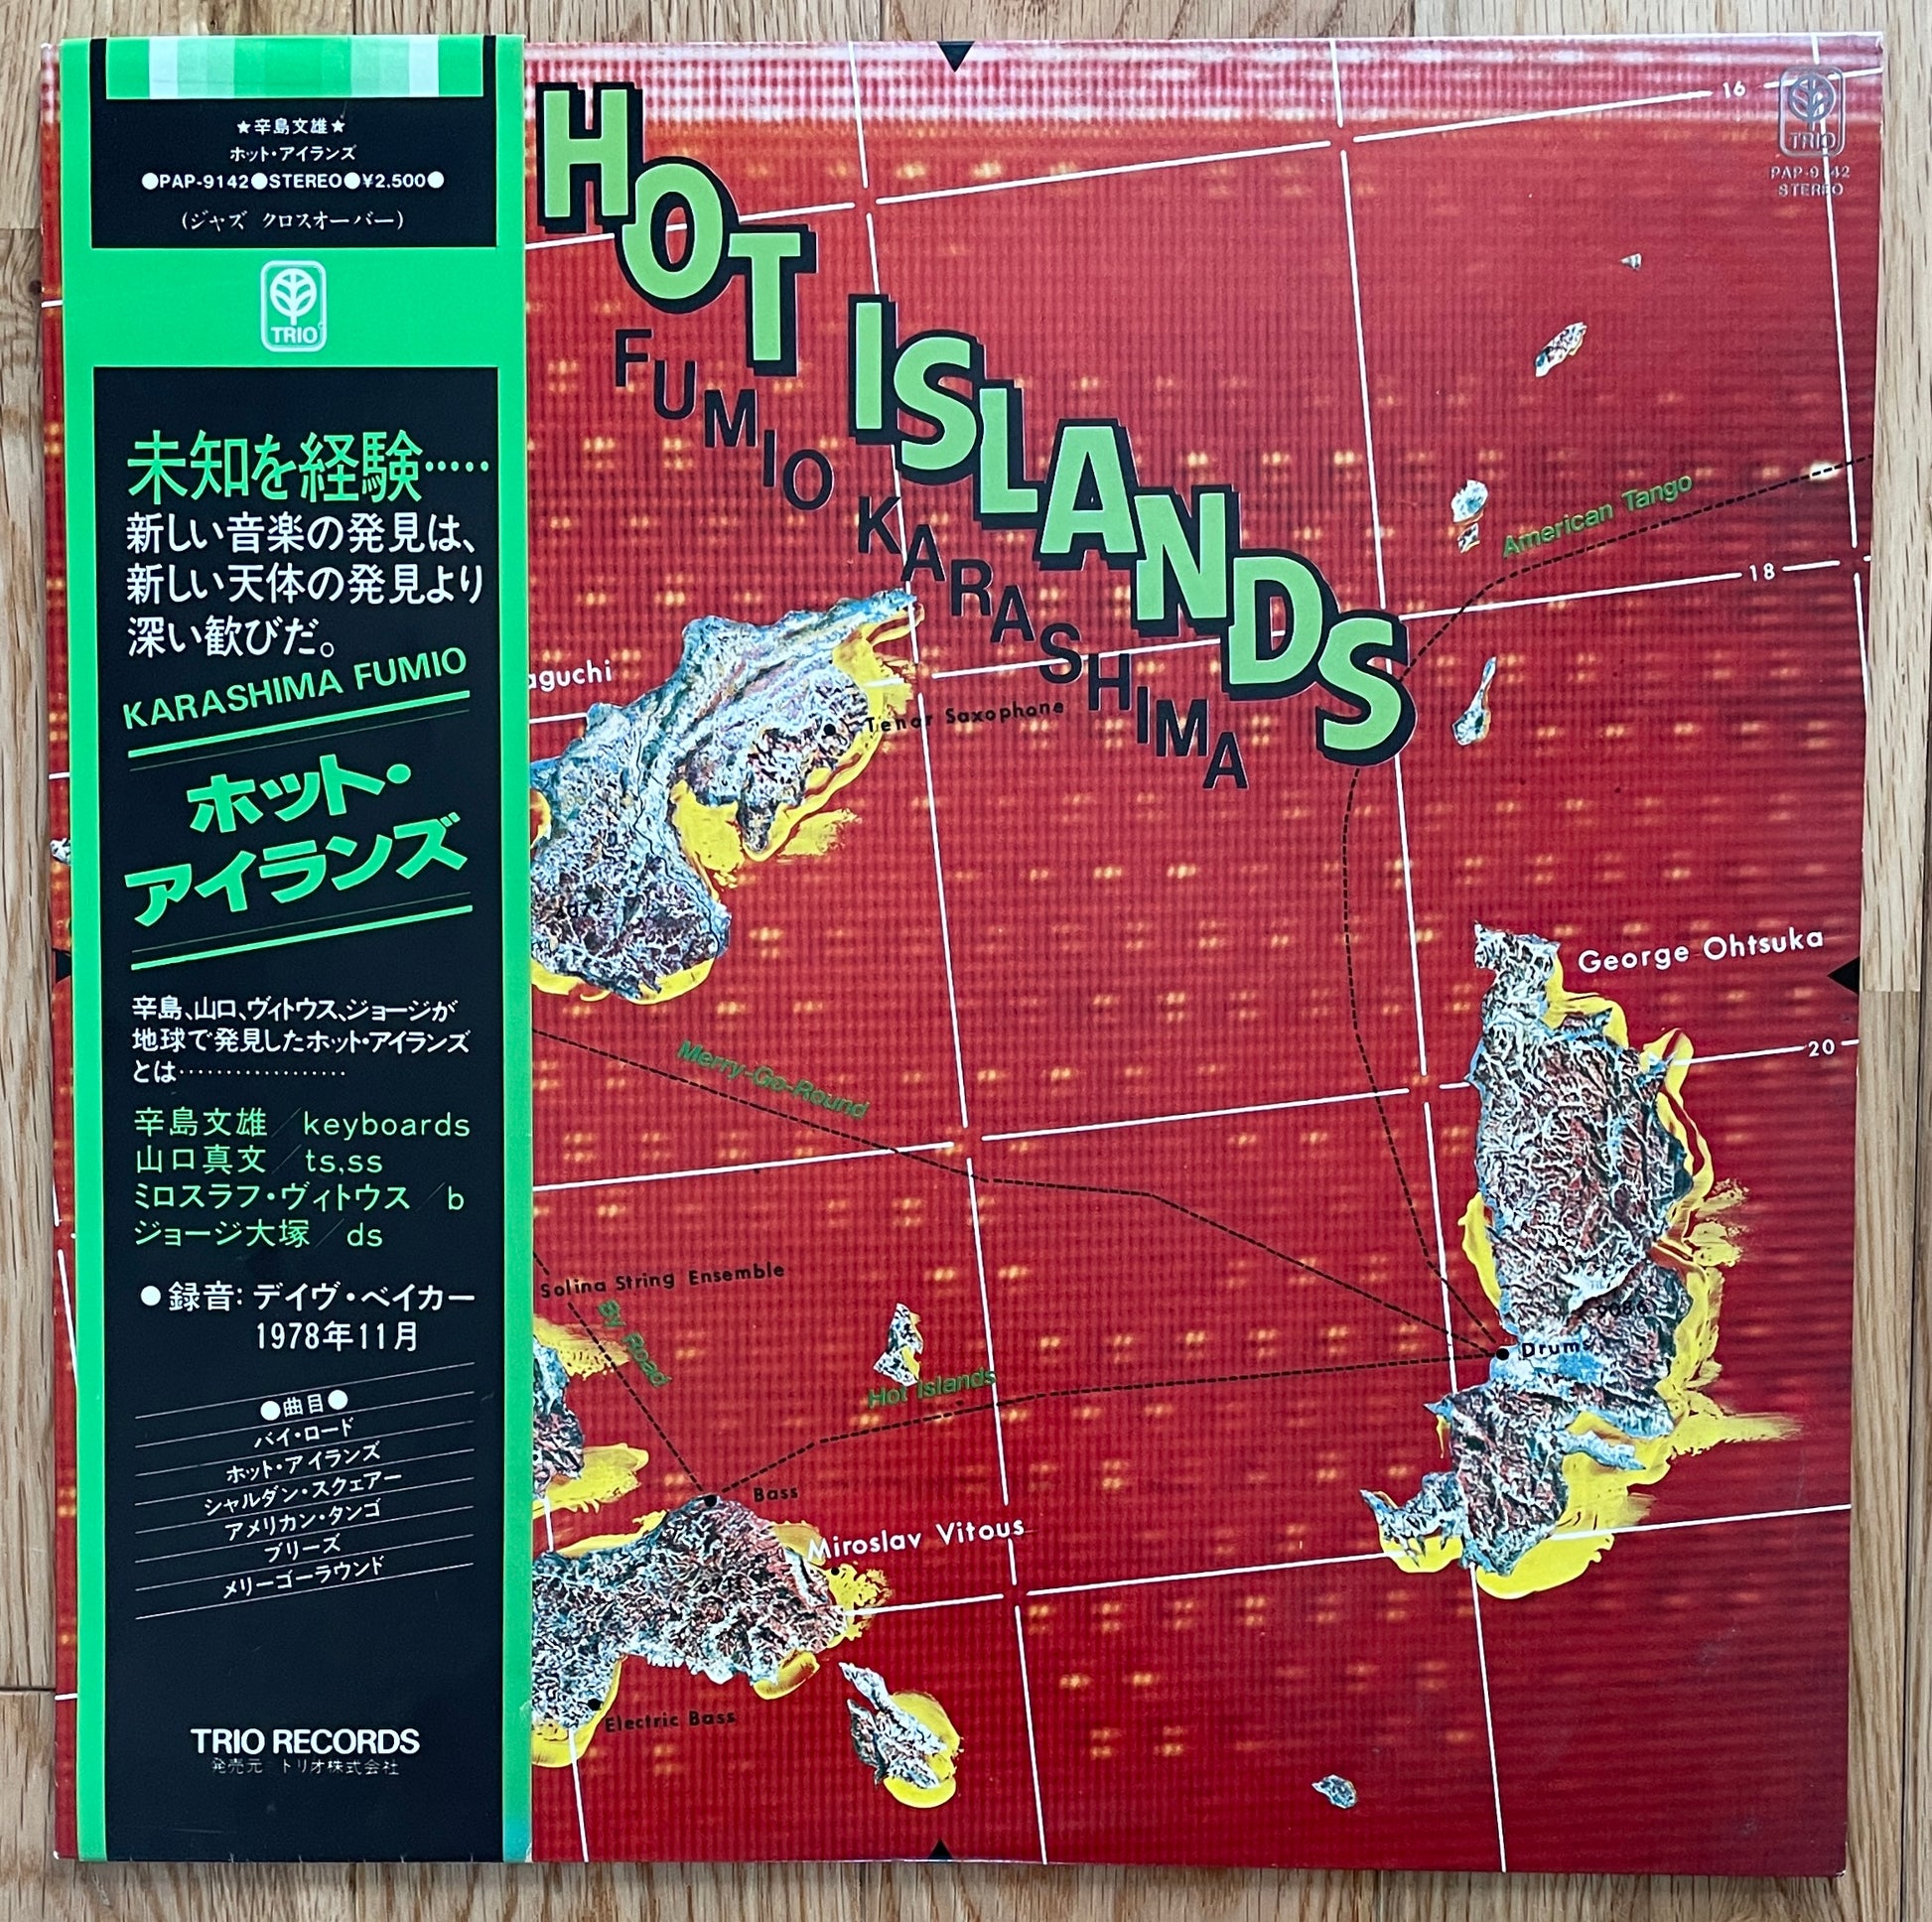 ★辛島文雄★
ホット・アイランズ
●PAP-9142●STEREO●¥2,500●
(ジャズ クロスオーバー)
TRIO
未知を経験……
新しい音楽の発見は、
新しい天体の発見より
深い歓びだ。
KARASHIMA FUMIO
ホット・
アイランズ
辛島、山口、ヴィトウス、ジョージが
地球で発見したホット・アイランズ
とは………………
辛島文雄／keyboards
山口真文／ts,ss
ミロスラフ・ヴィトウス／b
ジョージ大塚／ds
●録音：デイヴ・ベイカー
1978年11月
●曲目●
バイ・ロード
ホット・アイランズ
シャルダン・スクェアー
アメリカン・タンゴ
ブリーズ
メリーゴーラウンド
TRIO RECORDS
発売元 トリオ株式会社
HOT ISLANDS
FUMIO KARASHIMA
16
TRIO
PAP-9142
STEREO
American Tango
18
aguchi
Tenor Saxophone
George Ohtsuka
20
Merry-Go-Round
Solina String Ensemble
By Road
Hot Islands
Drums
Bass
Miroslav Vitous
Electric Bass